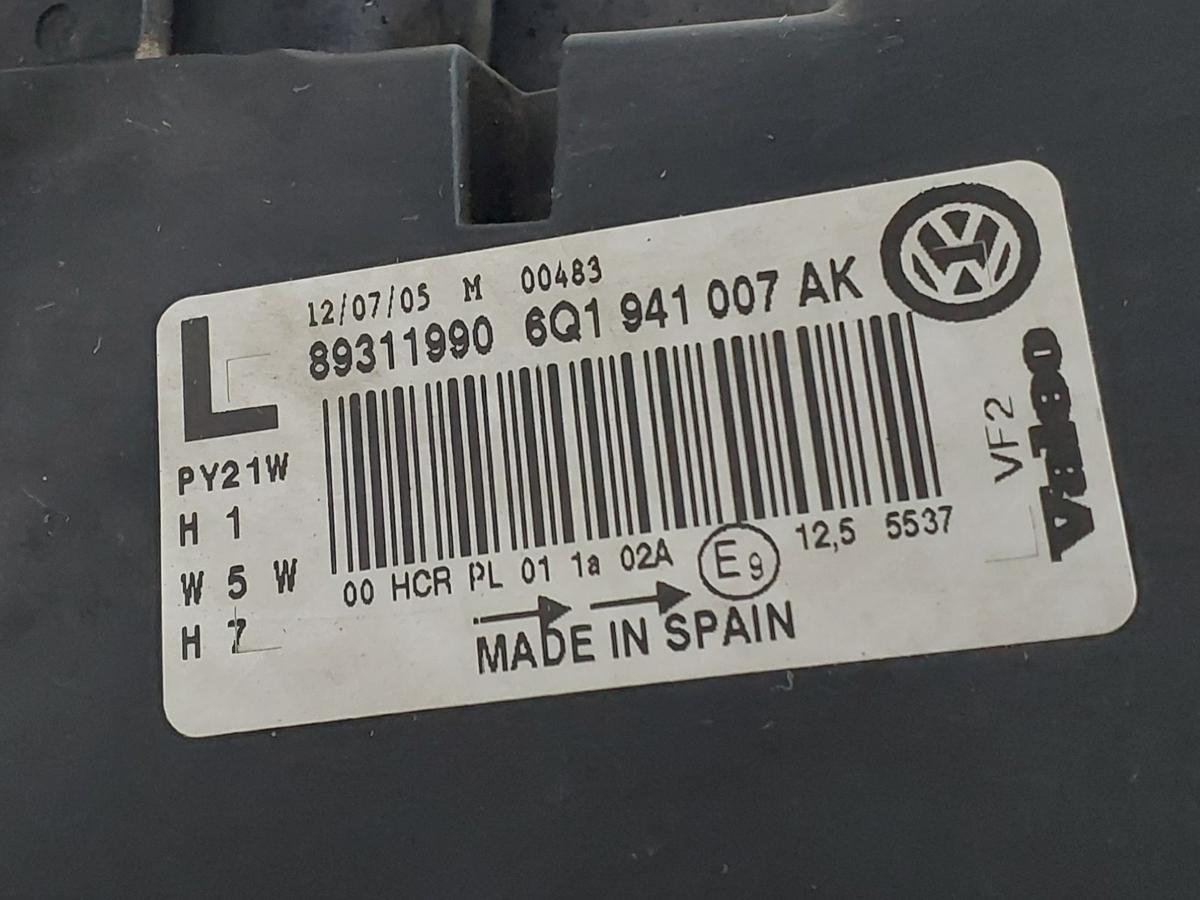 12/07/05 M 00483
89311990 6Q1 941 007 AK
L
PY21W
H 1
W 5 W
H 7
00 HCR PL 01 1a 02A E9 12,5 5537
MADE IN SPAIN
VF2
Valeo